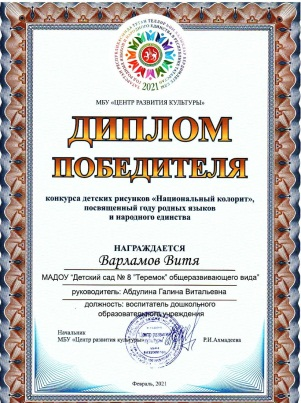 2021
МБУ «ЦЕНТР РАЗВИТИЯ КУЛЬТУРЫ»
ДИПЛОМ
ПОБЕДИТЕЛЯ
конкурса детских рисунков «Национальный колорит»,
посвященный году родных языков
и народного единства
НАГРАЖДАЕТСЯ
Варламов Витя
МАДОУ "Детский сад № 8 "Теремок" общеразвивающего вида"
руководитель: Абдулина Галина Витальевна
должность: воспитатель дошкольного
образовательного учреждения
Начальник
МБУ «Центр развития культуры» Р.И.Ахмадеева
Февраль, 2021